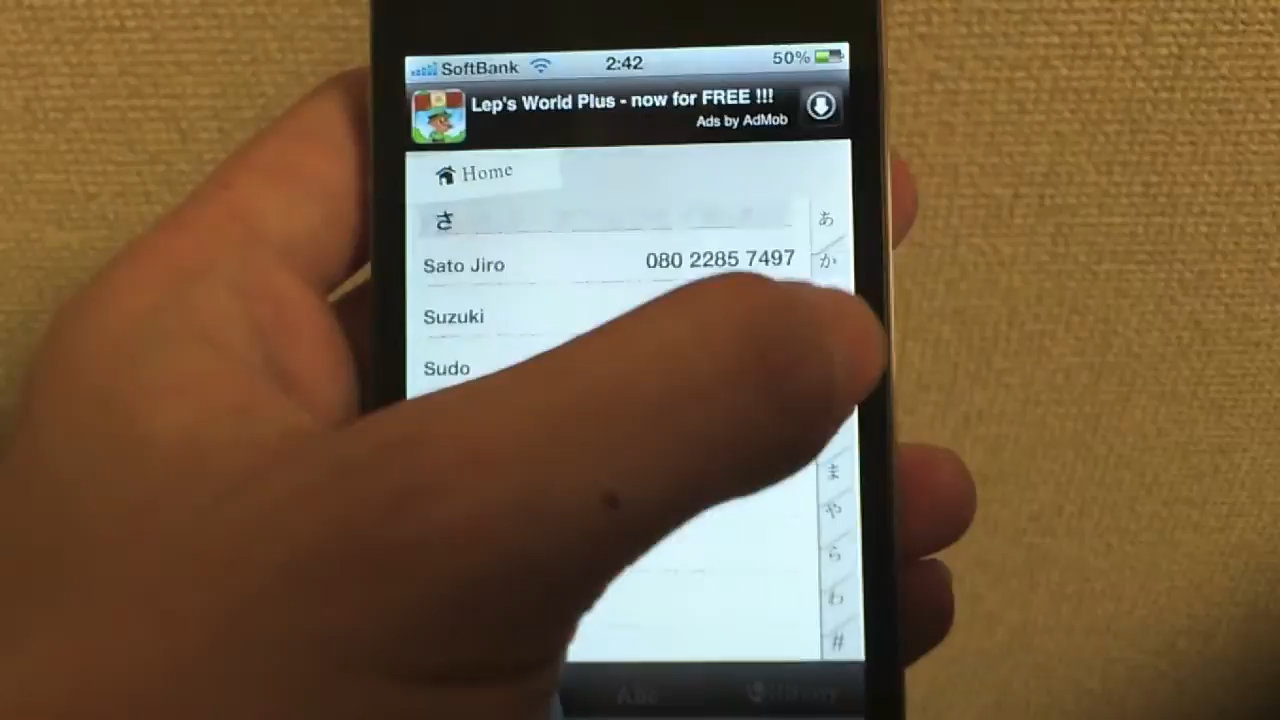 SoftBank 2:42 50%
Lep's World Plus - now for FREE !!!
Ads by AdMob
Home
さ
あ
Sato Jiro 080 2285 7497
か
Suzuki
Sudo
ま
や
ら
わ
#